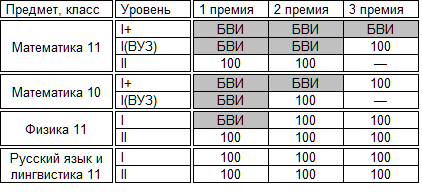 Предмет, класс Уровень 1 премия 2 премия 3 премия
Математика 11 I+ БВИ БВИ БВИ
I(ВУЗ) БВИ БВИ 100
II 100 100 —
Математика 10 I+ БВИ БВИ 100
I(ВУЗ) БВИ 100 —
Физика 11 I БВИ 100 100
II 100 100 100
Русский язык и I 100 100 100
лингвистика 11 II 100 100 100